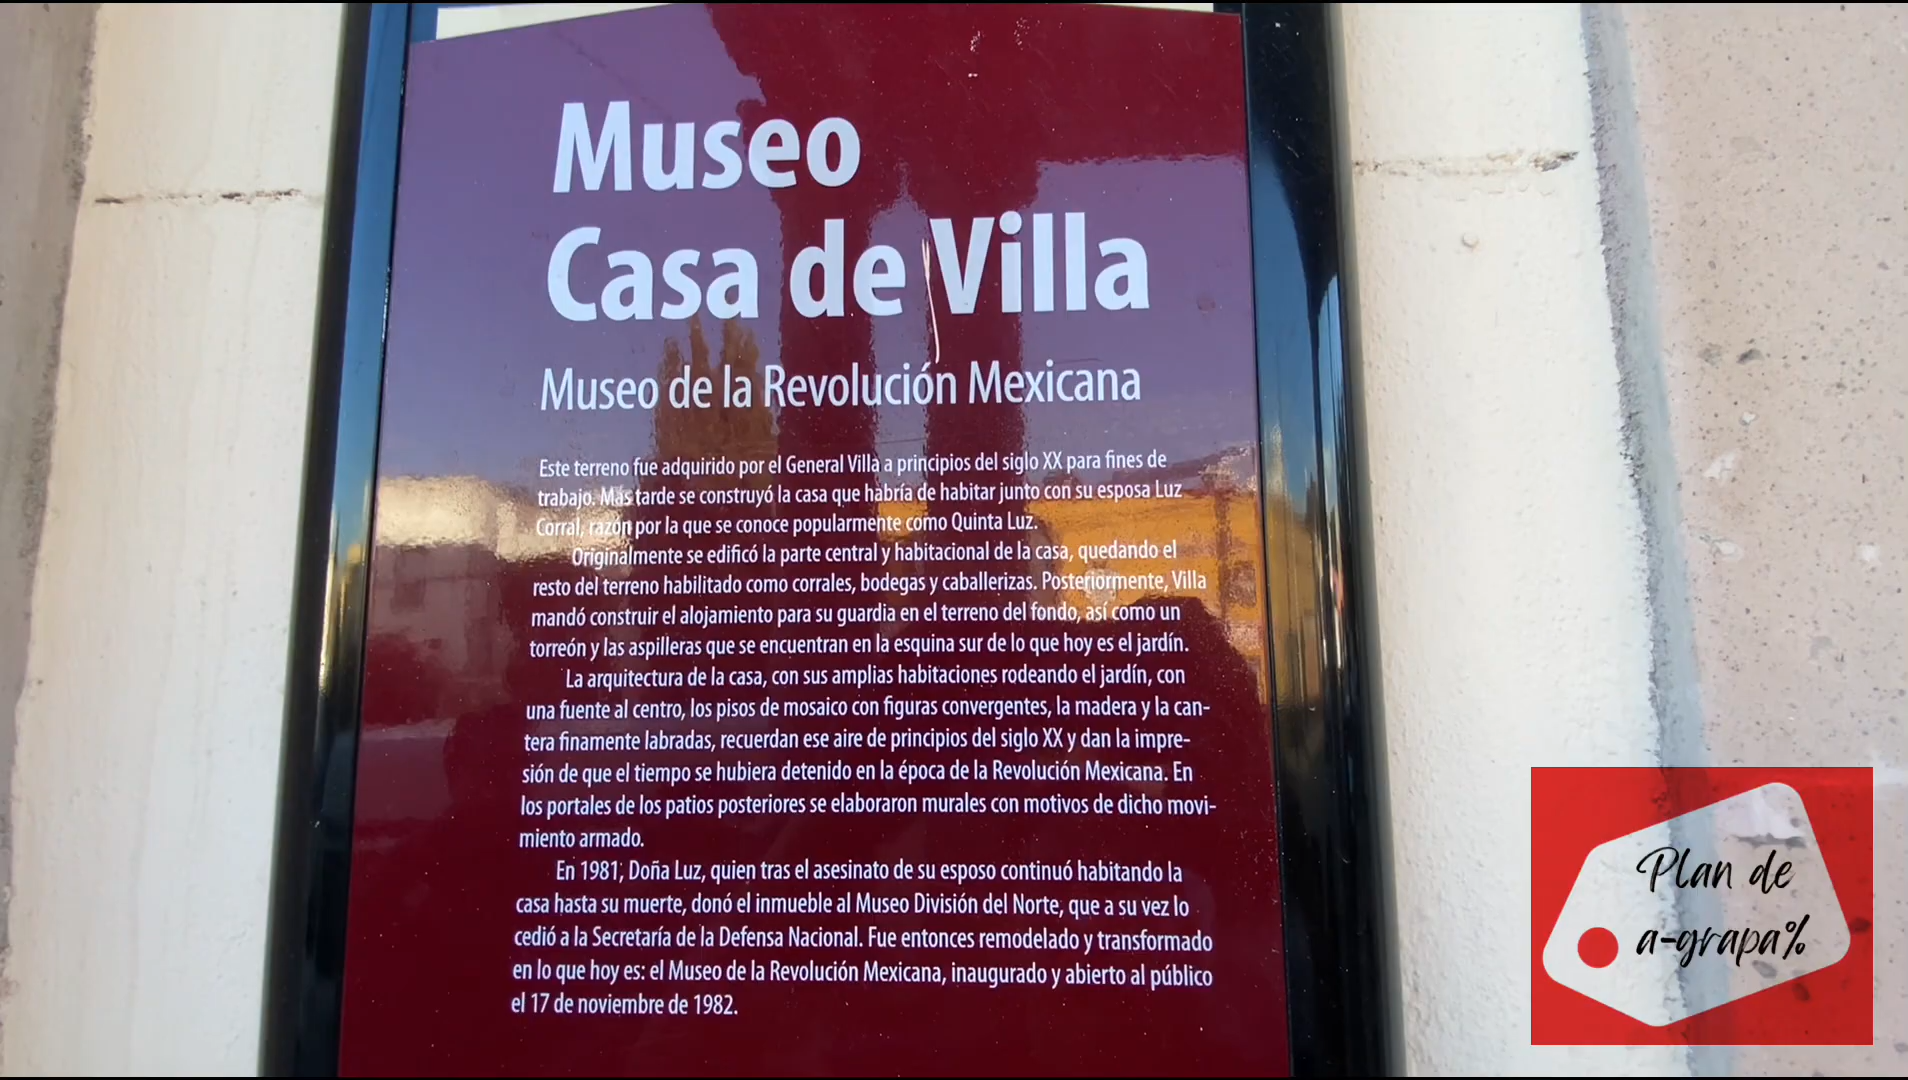 Museo
Casa de Villa
Museo de la Revolución Mexicana
Este terreno fue adquirido por el General Villa a principios del siglo XX para fines de
trabajo. Más tarde se construyó la casa que habría de habitar junto con su esposa Luz
Corral, razón por la que se conoce popularmente como Quinta Luz.
Originalmente se edificó la parte central y habitacional de la casa, quedando el
resto del terreno habilitado como corrales, bodegas y caballerizas. Posteriormente, Villa
mandó construir el alojamiento para su guardia en el terreno del fondo, así como un
torreón y las aspilleras que se encuentran en la esquina sur de lo que hoy es el jardín.
La arquitectura de la casa, con sus amplias habitaciones rodeando el jardín, con
una fuente al centro, los pisos de mosaico con figuras convergentes, la madera y la can-
tera finamente labradas, recuerdan ese aire de principios del siglo XX y dan la impre-
sión de que el tiempo se hubiera detenido en la época de la Revolución Mexicana. En
los portales de los patios posteriores se elaboraron murales con motivos de dicho movi-
miento armado.
En 1981, Doña Luz, quien tras el asesinato de su esposo continuó habitando la
casa hasta su muerte, donó el inmueble al Museo División del Norte, que a su vez lo
cedió a la Secretaría de la Defensa Nacional. Fue entonces remodelado y transformado
en lo que hoy es: el Museo de la Revolución Mexicana, inaugurado y abierto al público
el 17 de noviembre de 1982.
Plan de
a-grapa%